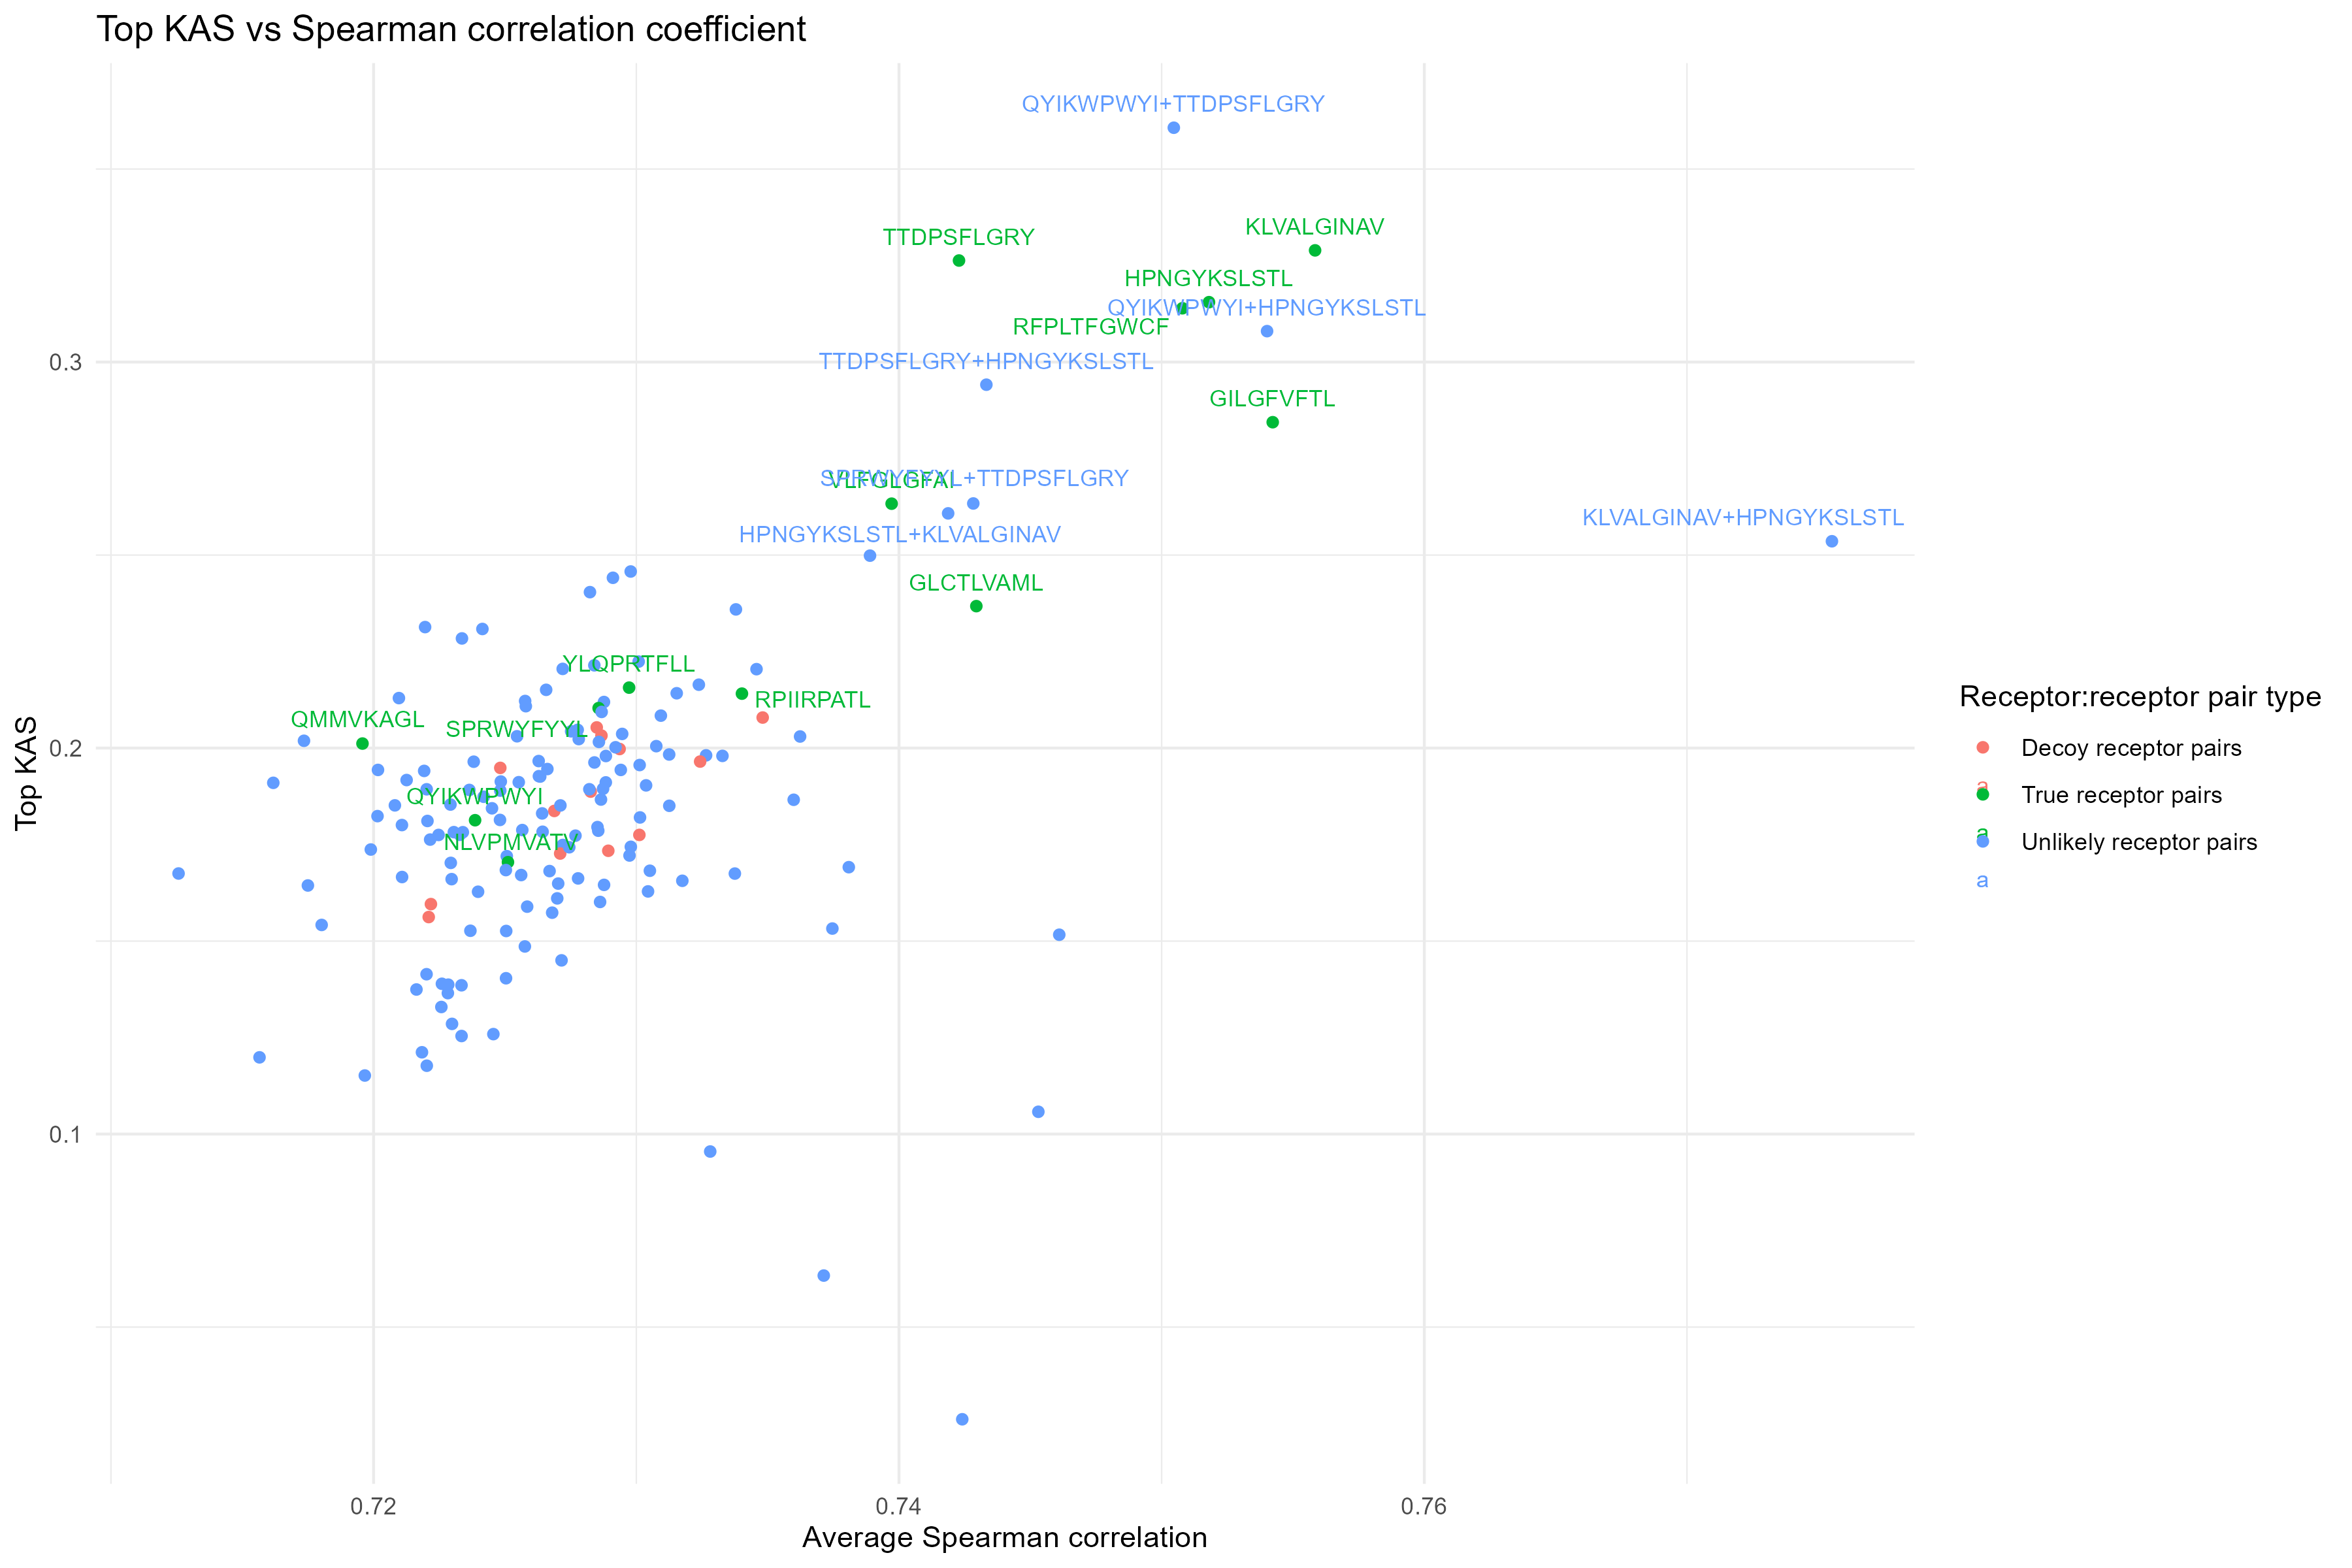 Top KAS vs Spearman correlation coefficient
QYIKWPWYI+TTDPSFLGRY
KLVALGINAV
TTDPSFLGRY
HPNGYKSLSTL
QYIKWPWYI+HPNGYKSLSTL
RFPLTFGWCF
TTDPSFLGRY+HPNGYKSLSTL
0.3
GILGFVFTL
SPRWYFYYL+TTDPSFLGRY
VLFGLGFAI
KLVALGINAV+HPNGYKSLSTL
HPNGYKSLSTL+KLVALGINAV
GLCTLVAML
YLQPRTFLL
RPIIRPATL
QMMVKAGL
SPRWYFYYL
0.2
QYIKWPWYI
NLVPMVATV
0.1
Top KAS
0.72
0.74
0.76
Average Spearman correlation
Receptor:receptor pair type
Decoy receptor pairs
a
True receptor pairs
a
Unlikely receptor pairs
a